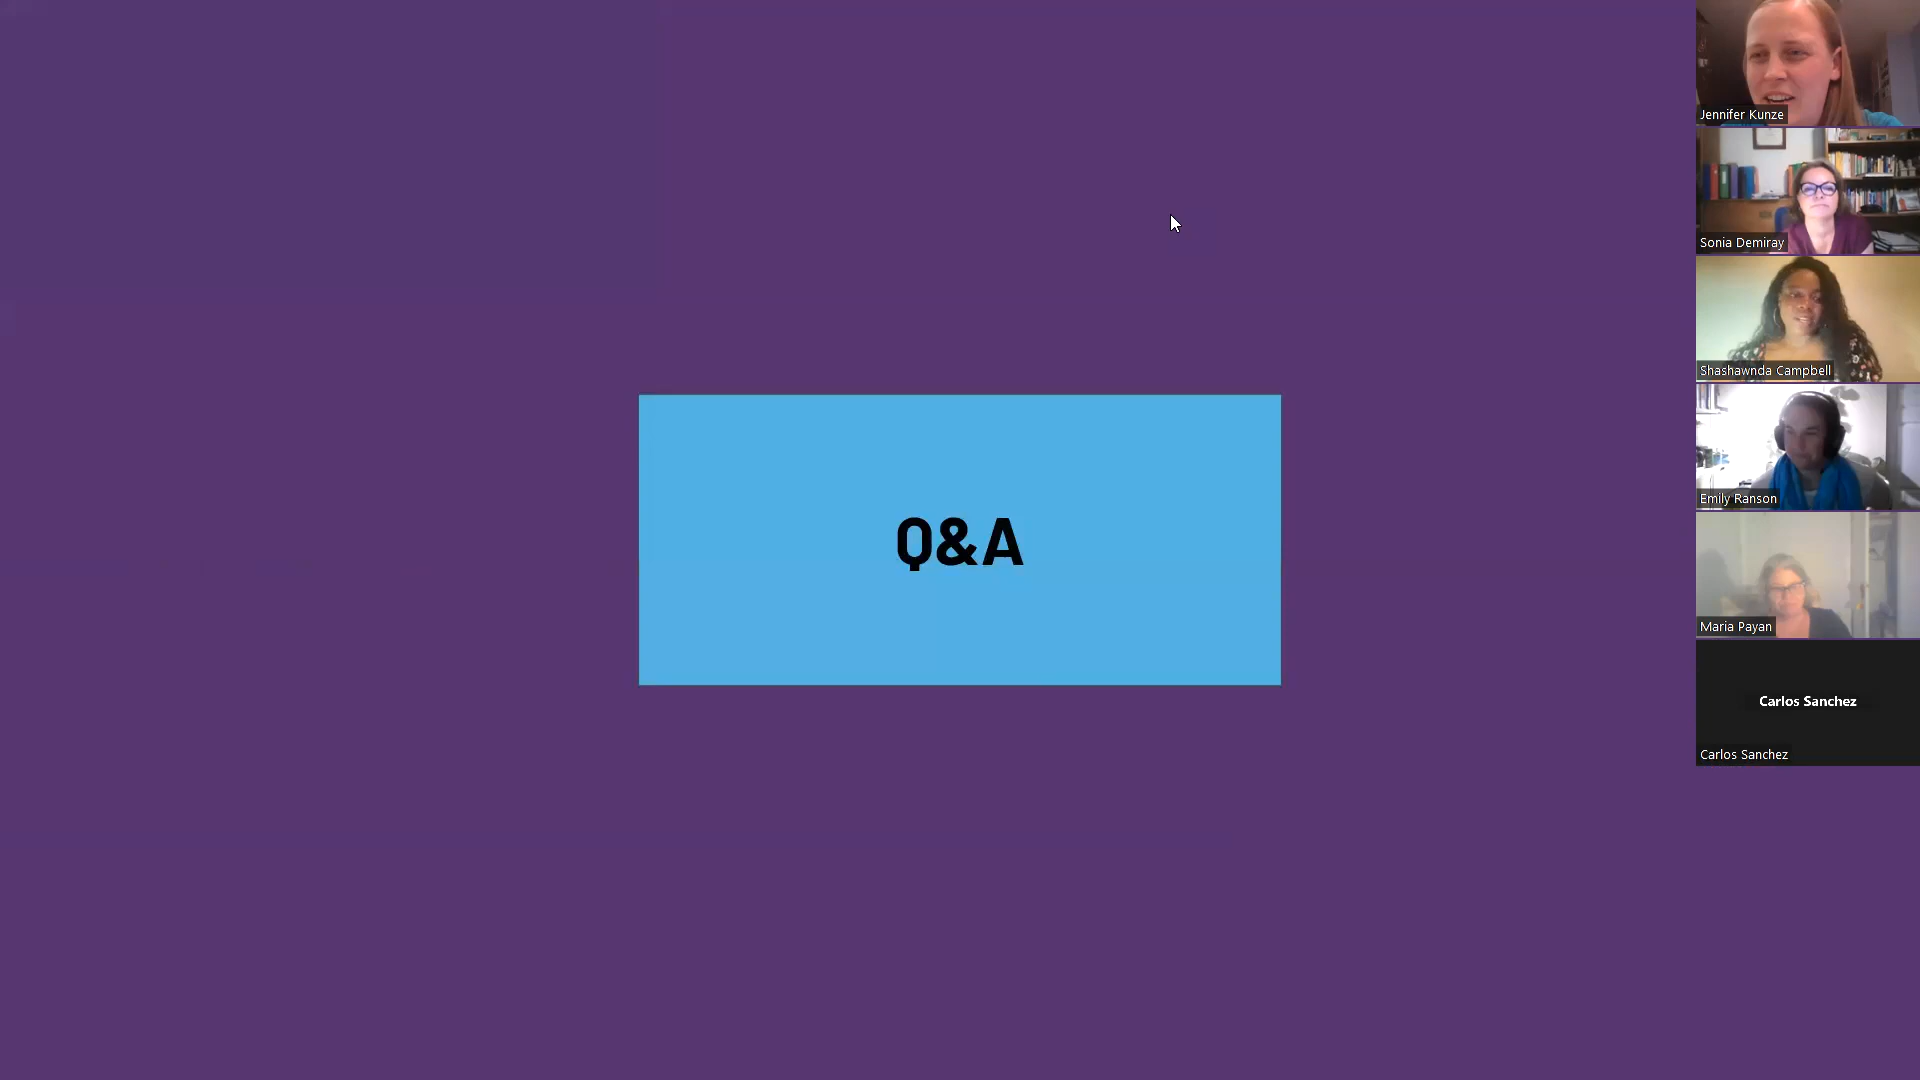 Q&A
Jennifer Kunze
Sonia Demiray
Shashawnda Campbell
Emily Ranson
Maria Payan
Carlos Sanchez
Carlos Sanchez